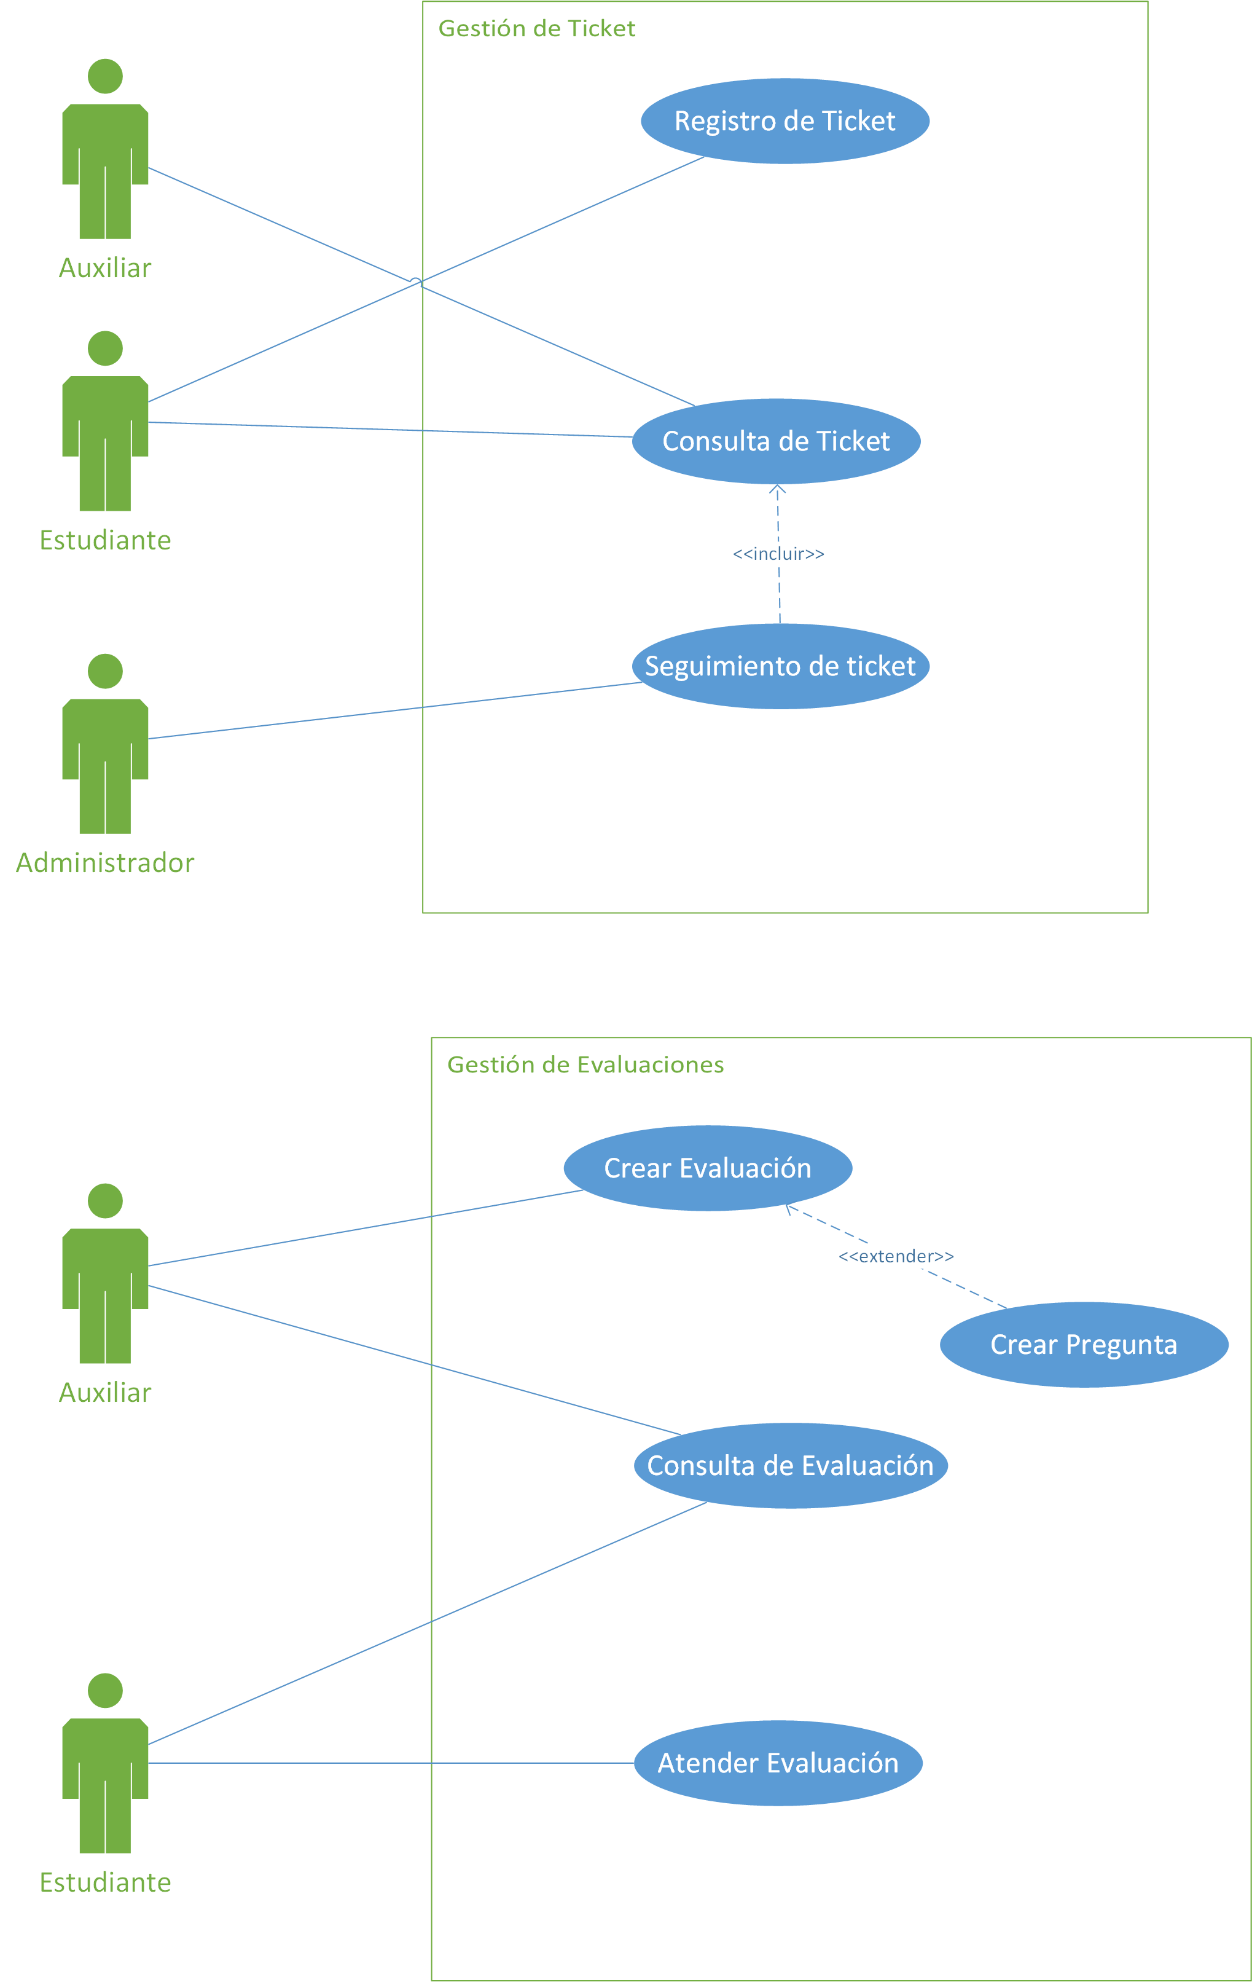 Gestión de Ticket
Registro de Ticket
Auxiliar
Consulta de Ticket
Estudiante
<<incluir>>
Seguimiento de ticket
Administrador
Gestión de Evaluaciones
Crear Evaluación
<<extender>>
Crear Pregunta
Auxiliar
Consulta de Evaluación
Atender Evaluación
Estudiante